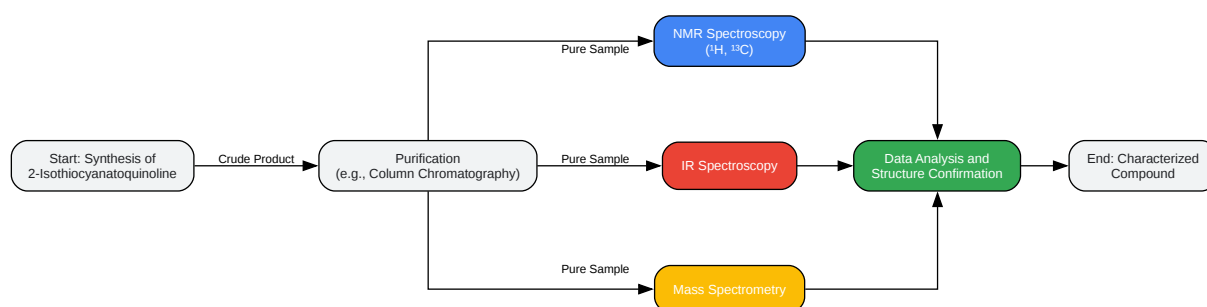 NMR Spectroscopy
(¹H, ¹³C)
Pure Sample
Start: Synthesis of
2-Isothiocyanatoquinoline
Crude Product
Purification
(e.g., Column Chromatography)
Pure Sample
IR Spectroscopy
Data Analysis and
Structure Confirmation
End: Characterized
Compound
Pure Sample
Mass Spectrometry